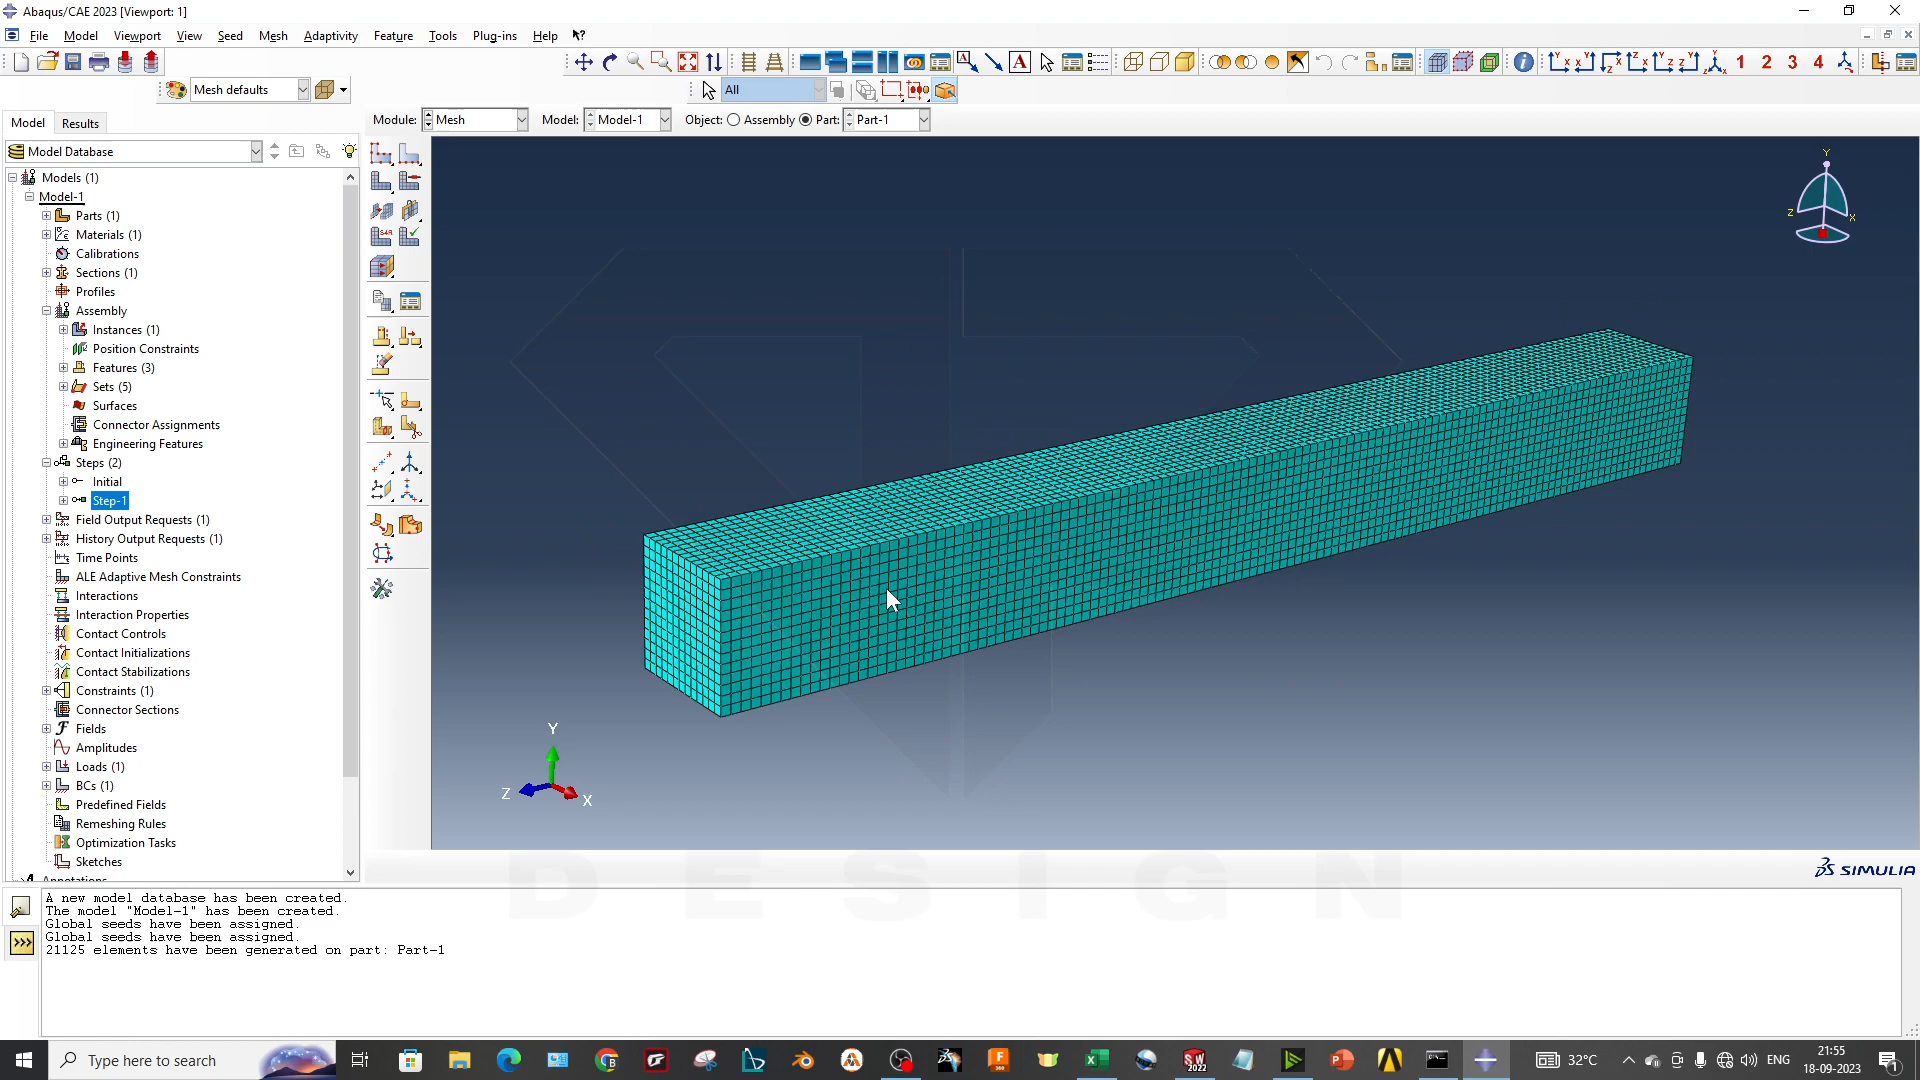 Abaqus/CAE 2023 [Viewport: 1]
File Model Viewport View Seed Mesh Adaptivity Feature Tools Plug-ins Help
1 2 3 4
Mesh defaults All
Model Results
Module: Mesh Model: Model-1 Object: Assembly Part: Part-1
Model Database
Models (1)
Model-1
Parts (1)
Materials (1)
Calibrations
Sections (1)
Profiles
Assembly
Instances (1)
Position Constraints
Features (3)
Sets (5)
Surfaces
Connector Assignments
Engineering Features
Steps (2)
Initial
Step-1
Field Output Requests (1)
History Output Requests (1)
Time Points
ALE Adaptive Mesh Constraints
Interactions
Interaction Properties
Contact Controls
Contact Initializations
Contact Stabilizations
Constraints (1)
Connector Sections
Fields
Amplitudes
Loads (1)
BCs (1)
Predefined Fields
Remeshing Rules
Optimization Tasks
Sketches
Annotations
Y
Z
X
Y
Z
X
SIMULIA
DESIGN
A new model database has been created.
The model "Model-1" has been created.
Global seeds have been assigned.
Global seeds have been assigned.
21125 elements have been generated on part: Part-1
Type here to search
32°C
ENG
21:55
18-09-2023